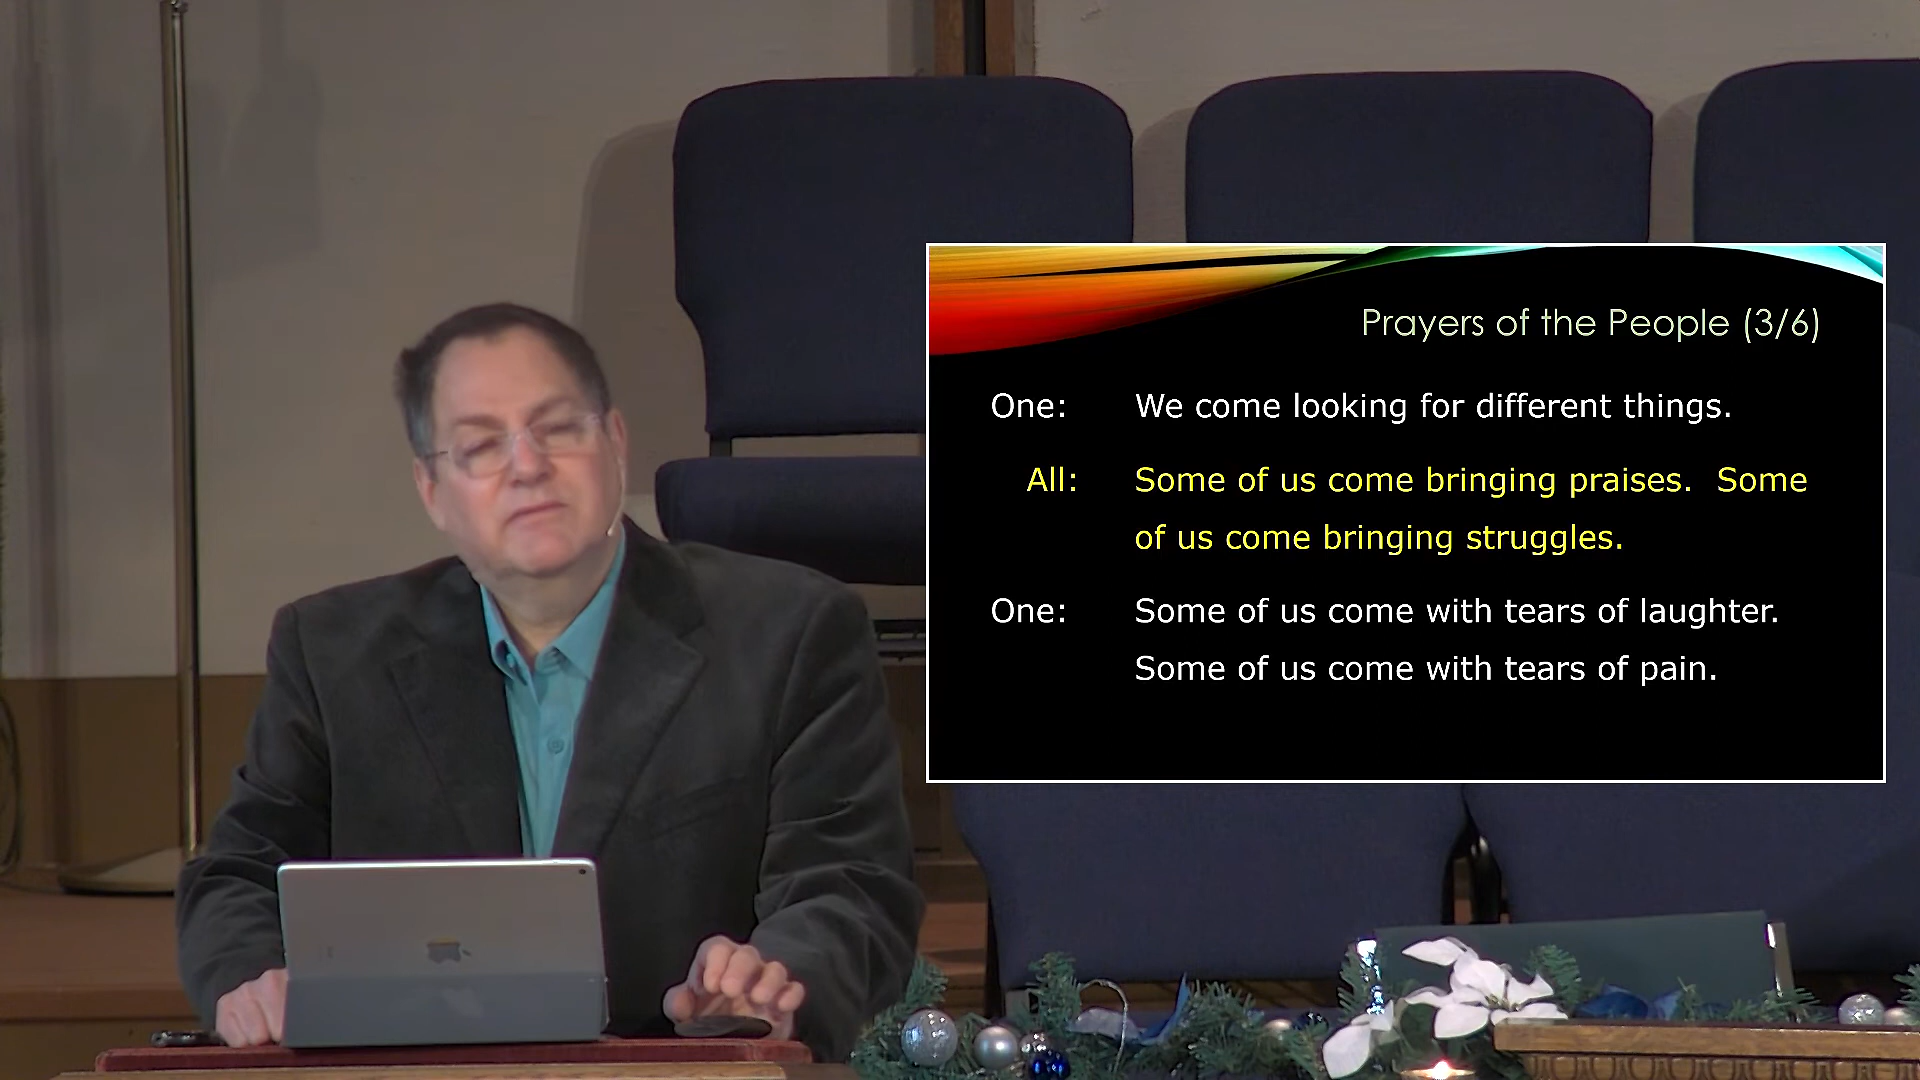 Prayers of the People (3/6)
One: We come looking for different things.
All: Some of us come bringing praises.  Some
of us come bringing struggles.
One: Some of us come with tears of laughter.
Some of us come with tears of pain.